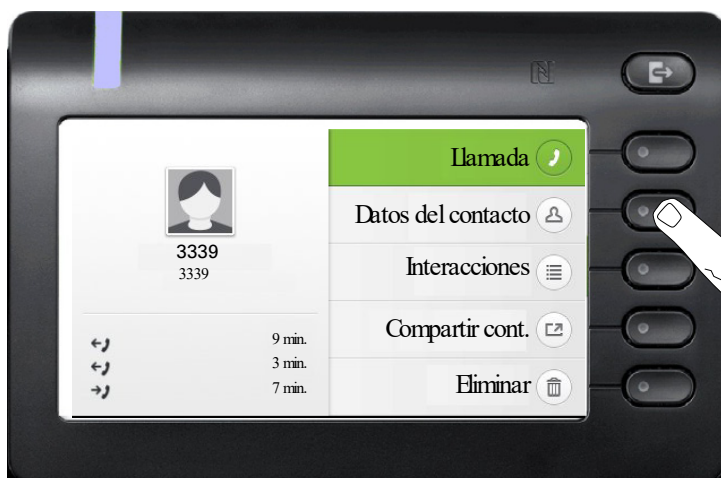 Llamada
Datos del contacto
3339
3339
Interacciones
Compartir cont.
9 min.
3 min.
7 min.
Eliminar